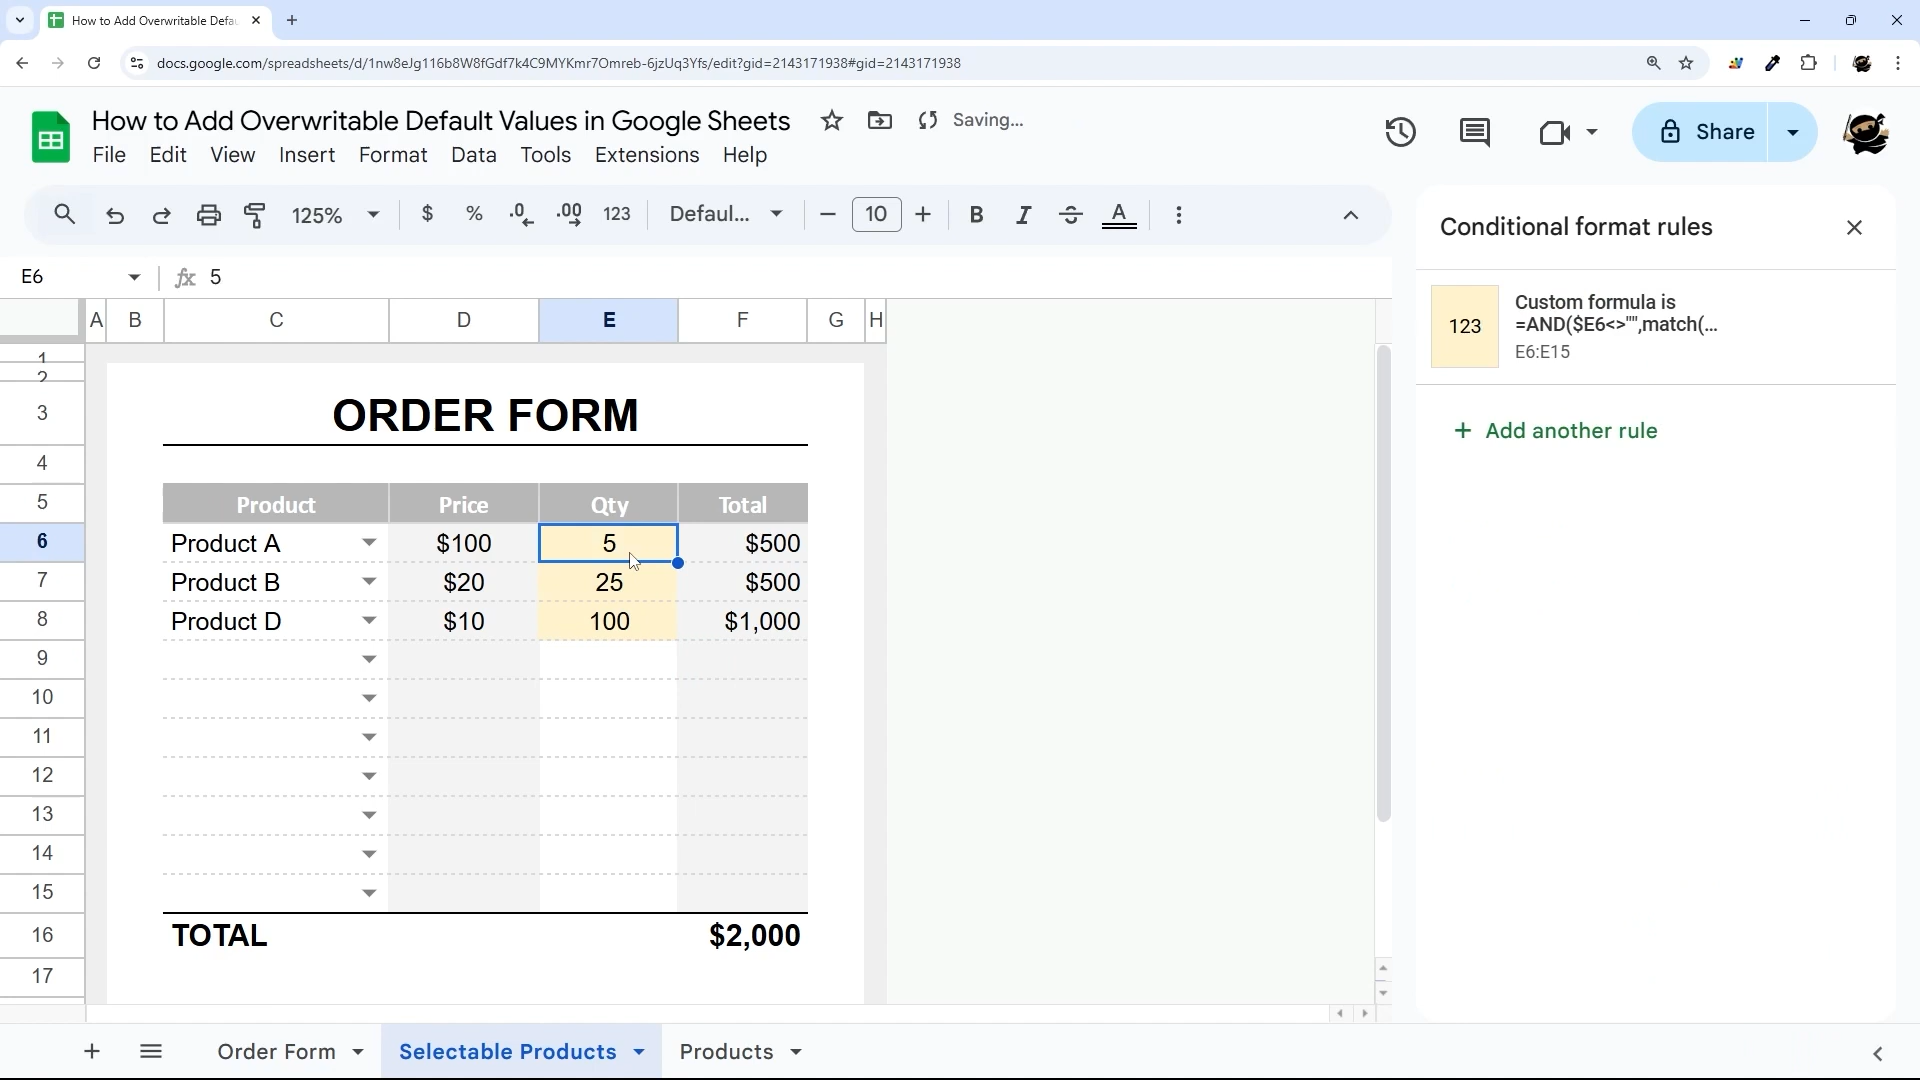 How to Add Overwritable Defau
docs.google.com/spreadsheets/d/1nw8eJg116b8W8fGdf7k4C9MYKmr7Omreb-6jzUq3Yfs/edit?gid=2143171938#gid=2143171938
How to Add Overwritable Default Values in Google Sheets
Saving...
File Edit View Insert Format Data Tools Extensions Help
Share
125% $ % .0 .00 123 Defaul... 10 B I S A
E6 fx 5
Conditional format rules
123
Custom formula is
=AND($E6<>"",match(...
E6:E15
Add another rule
A B C D E F G H
1
2
3 ORDER FORM
4
5 Product Price Qty Total
6 Product A $100 5 $500
7 Product B $20 25 $500
8 Product D $10 100 $1,000
9
10
11
12
13
14
15
16 TOTAL $2,000
17
Order Form Selectable Products Products